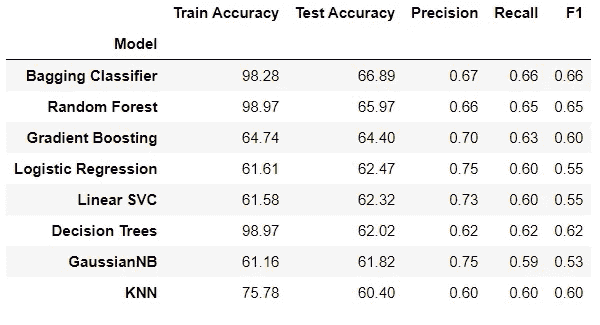 Train Accuracy Test Accuracy Precision Recall F1
Model
Bagging Classifier 98.28 66.89 0.67 0.66 0.66
Random Forest 98.97 65.97 0.66 0.65 0.65
Gradient Boosting 64.74 64.40 0.70 0.63 0.60
Logistic Regression 61.61 62.47 0.75 0.60 0.55
Linear SVC 61.58 62.32 0.73 0.60 0.55
Decision Trees 98.97 62.02 0.62 0.62 0.62
GaussianNB 61.16 61.82 0.75 0.59 0.53
KNN 75.78 60.40 0.60 0.60 0.60